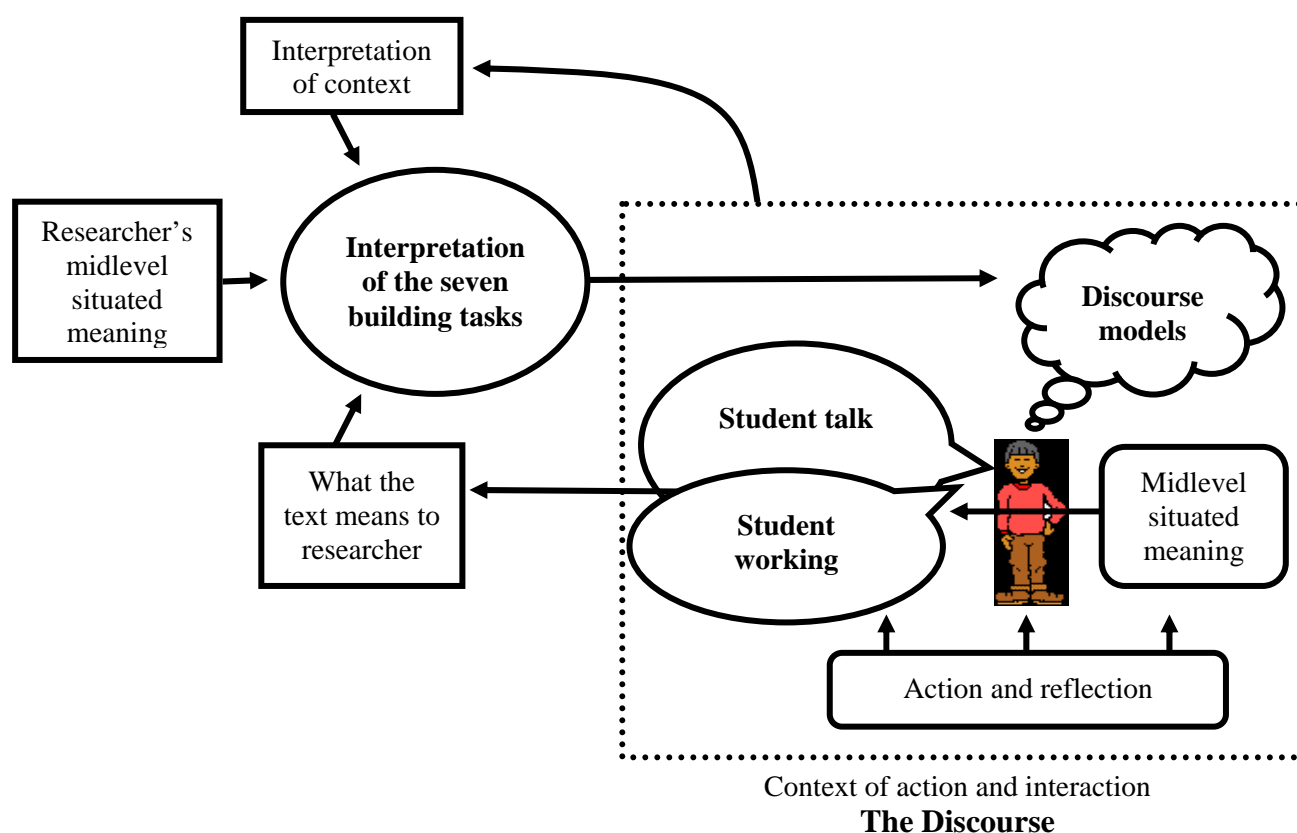 Interpretation
of context
Researcher’s
midlevel
situated
meaning
Interpretation
of the seven
building tasks
Discourse
models
Student talk
What the
text means to
researcher
Student
working
Midlevel
situated
meaning
Action and reflection
Context of action and interaction
The Discourse